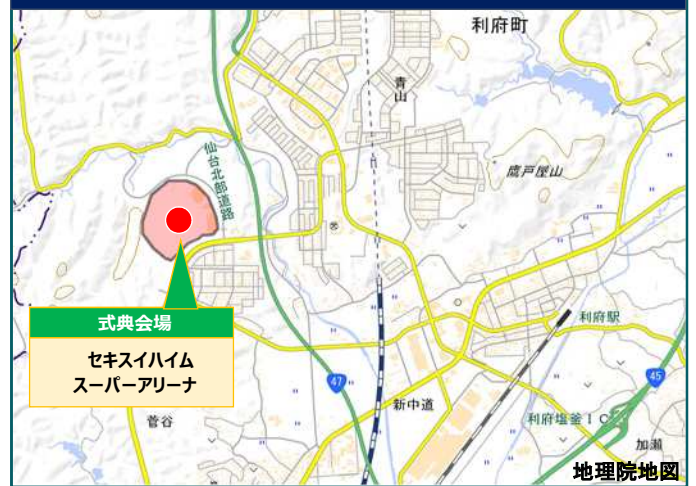 利府町
青山
鷹戸屋山
仙台北部道路
式典会場
セキスイハイム
スーパーアリーナ
利府駅
47
45
新中道
利府塩釜IC
菅谷
加瀬
地理院地図